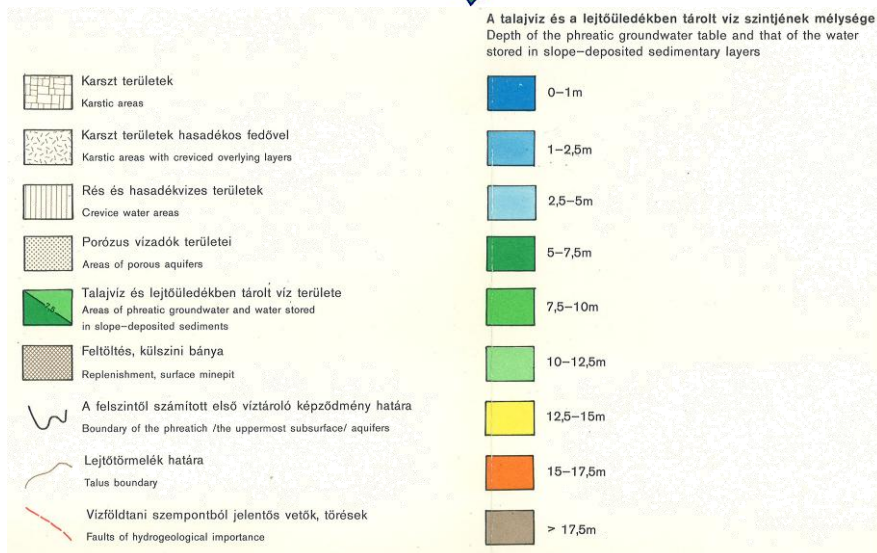 Karszt területek
Karstic areas
Karszt területek hasadékos fedővel
Karstic areas with creviced overlying layers
Rés és hasadékvizes területek
Crevice water areas
Porózus vízadók területei
Areas of porous aquifers
7,5
Talajvíz és lejtőüledékben tárolt víz területe
Areas of phreatic groundwater and water stored
in slope-deposited sediments
Feltöltés, külszini bánya
Replenishment, surface minepit
A felszintől számított első víztároló képződmény határa
Boundary of the phreatich /the uppermost subsurface/ aquifers
Lejtőtörmelék határa
Talus boundary
Vízföldtani szempontból jelentős vetők, törések
Faults of hydrogeological importance
A talajvíz és a lejtőüledékben tárolt víz szintjének mélysége
Depth of the phreatic groundwater table and that of the water
stored in slope-deposited sedimentary layers
0-1m
1-2,5m
2,5-5m
5-7,5m
7,5-10m
10-12,5m
12,5-15m
15-17,5m
> 17,5m